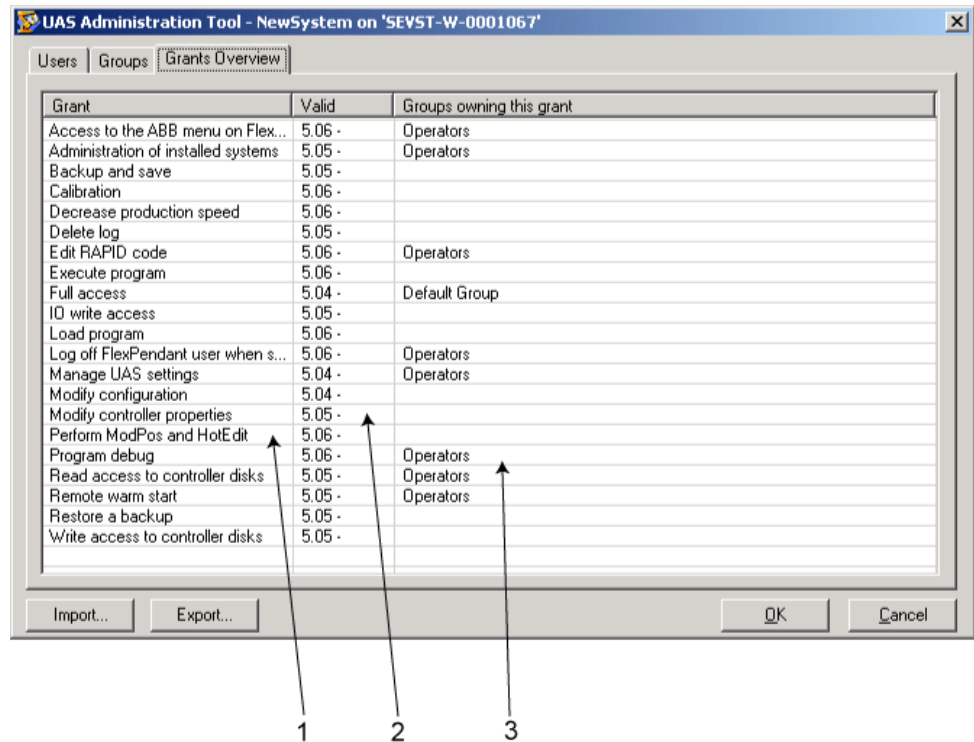 UAS Administration Tool - NewSystem on 'SEVST-W-0001067'
Users Groups Grants Overview
Grant Valid Groups owning this grant
Access to the ABB menu on Flex... 5.06 - Operators
Administration of installed systems 5.05 - Operators
Backup and save 5.05 -
Calibration 5.06 -
Decrease production speed 5.06 -
Delete log 5.05 -
Edit RAPID code 5.06 - Operators
Execute program 5.06 -
Full access 5.04 - Default Group
IO write access 5.05 -
Load program 5.06 -
Log off FlexPendant user when s... 5.06 - Operators
Manage UAS settings 5.04 - Operators
Modify configuration 5.04 -
Modify controller properties 5.05 -
Perform ModPos and HotEdit 5.06 -
Program debug 5.06 - Operators
Read access to controller disks 5.05 - Operators
Remote warm start 5.05 - Operators
Restore a backup 5.05 -
Write access to controller disks 5.05 -
Import... Export... OK Cancel
1 2 3